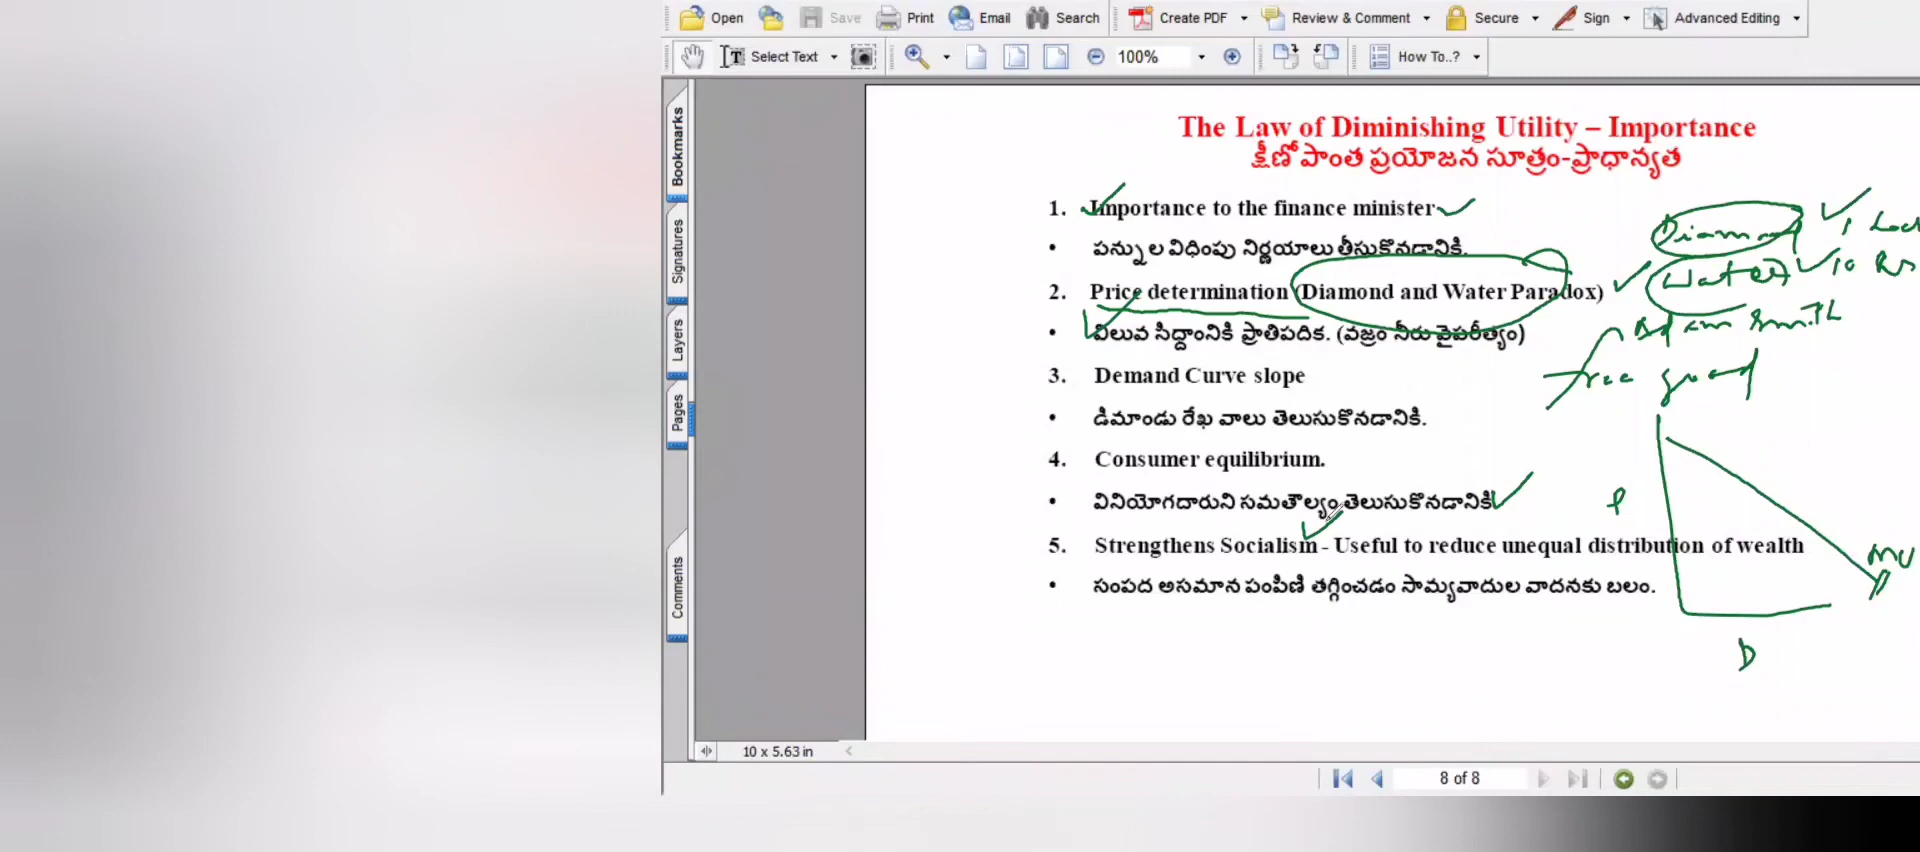 Open Save Print Email Search Create PDF Review & Comment Secure Sign Advanced Editing
Select Text 100% How To..?
Bookmarks
Signatures
Layers
Pages
Comments
The Law of Diminishing Utility – Importance
క్షీణోపాంత ప్రయోజన సూత్రం-ప్రాధాన్యత
1. Importance to the finance minister
• పన్నుల విధింపు నిర్ణయాలు తీసుకొనడానికి.
2. Price determination (Diamond and Water Paradox)
• విలువ సిద్దాంనికి ప్రాతిపదిక. (వజ్రం నీరు వైపరీత్యం)
3. Demand Curve slope
• డిమాండు రేఖ వాలు తెలుసుకొనడానికి.
4. Consumer equilibrium.
• వినియోగదారుని సమతౌల్యం తెలుసుకొనడానికి
5. Strengthens Socialism - Useful to reduce unequal distribution of wealth
• సంపద అసమాన పంపిణి తగ్గించడం సామ్యవాదుల వాదనకు బలం.
Diamond 1
Water 10 Rs
Adam Smith
free good
P
MU
D
10 x 5.63 in
8 of 8